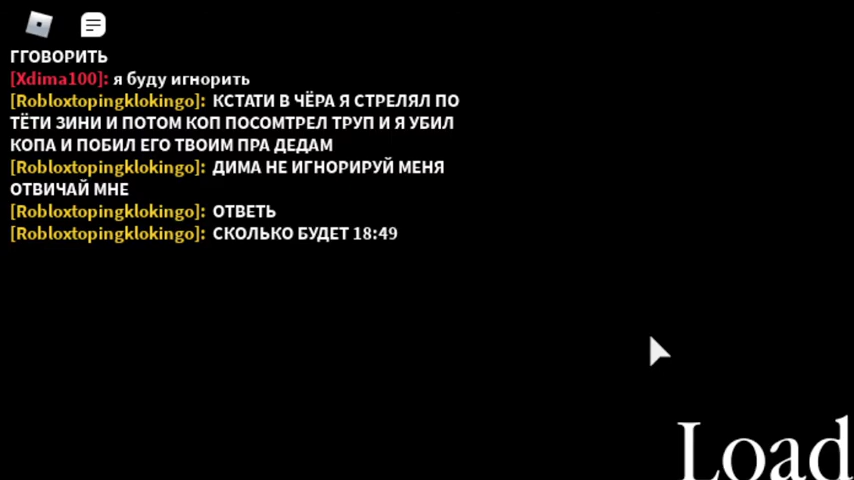 ГГОВОРИТЬ
[Xdima100]: я буду игнорить
[Robloxtopingklokingo]: КСТАТИ В ЧЁРА Я СТРЕЛЯЛ ПО
ТЁТИ ЗИНИ И ПОТОМ КОП ПОСОМТРЕЛ ТРУП И Я УБИЛ
КОПА И ПОБИЛ ЕГО ТВОИМ ПРА ДЕДАМ
[Robloxtopingklokingo]: ДИМА НЕ ИГНОРИРУЙ МЕНЯ
ОТВИЧАЙ МНЕ
[Robloxtopingklokingo]: ОТВЕТЬ
[Robloxtopingklokingo]: СКОЛЬКО БУДЕТ 18:49
Load